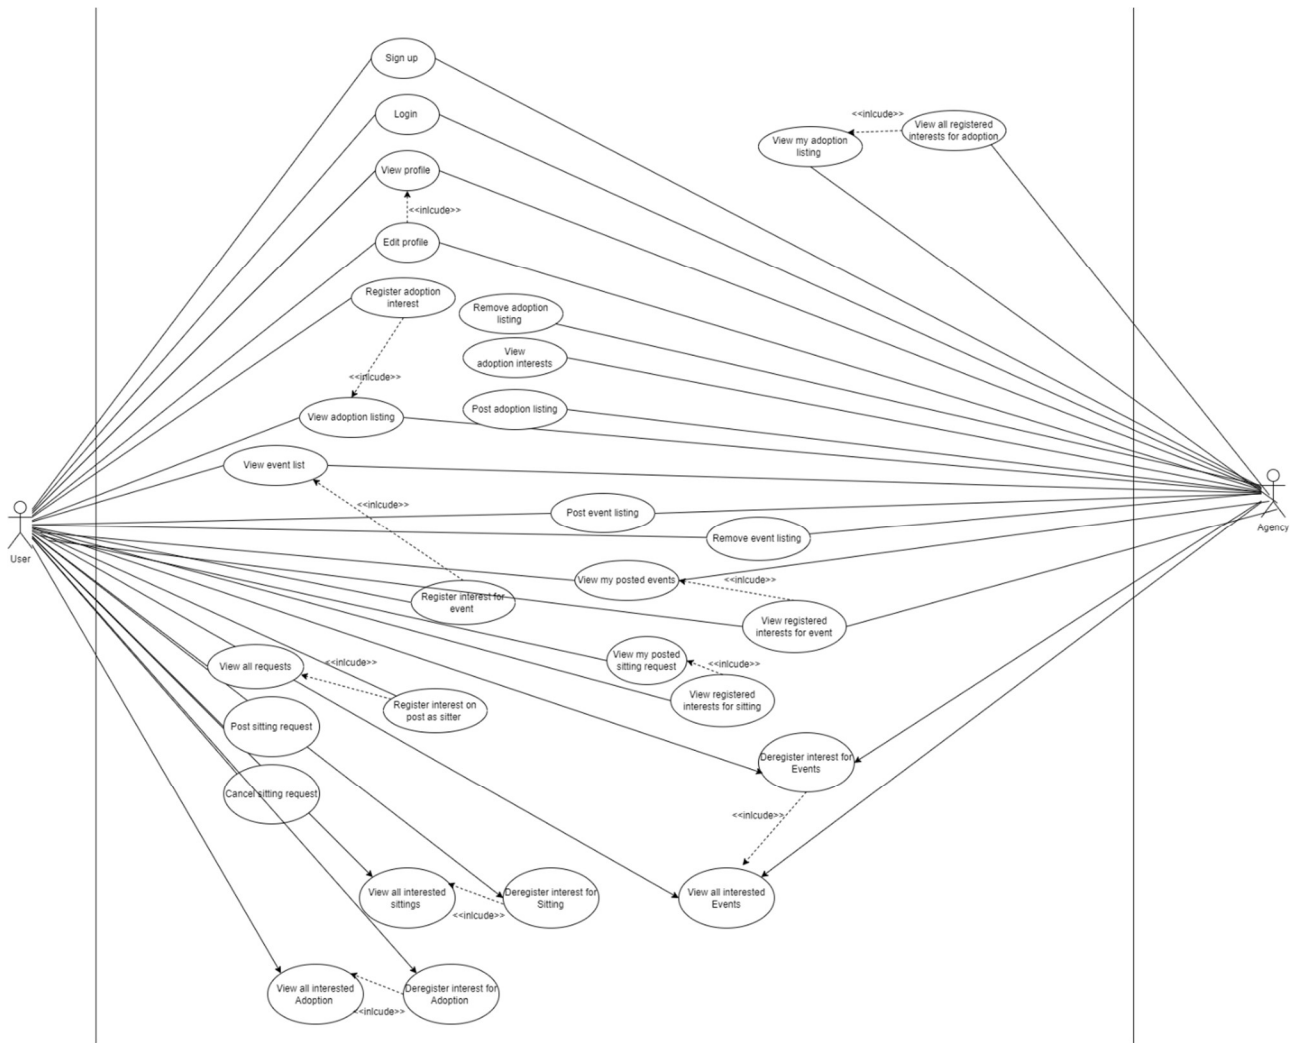 Sign up
Login
<<inlcude>>
View all registered
interests for adoption
View my adoption
listing
View profile
<<inlcude>>
Edit profile
Register adoption
interest
Remove adoption
listing
View
adoption interests
<<inlcude>>
View adoption listing
Post adoption listing
View event list
<<inlcude>>
Post event listing
Remove event listing
User
Agency
View my posted events
<<inlcude>>
Register interest for
event
View registered
interests for event
View my posted
sitting request
<<inlcude>>
View all requests
<<inlcude>>
View registered
interests for sitting
Register interest on
post as sitter
Post sitting request
Deregister interest for
Events
Cancel sitting request
<<inlcude>>
View all interested
sittings
Deregister interest for
Sitting
<<inlcude>>
View all interested
Events
View all interested
Adoption
Deregister interest for
Adoption
<<inlcude>>